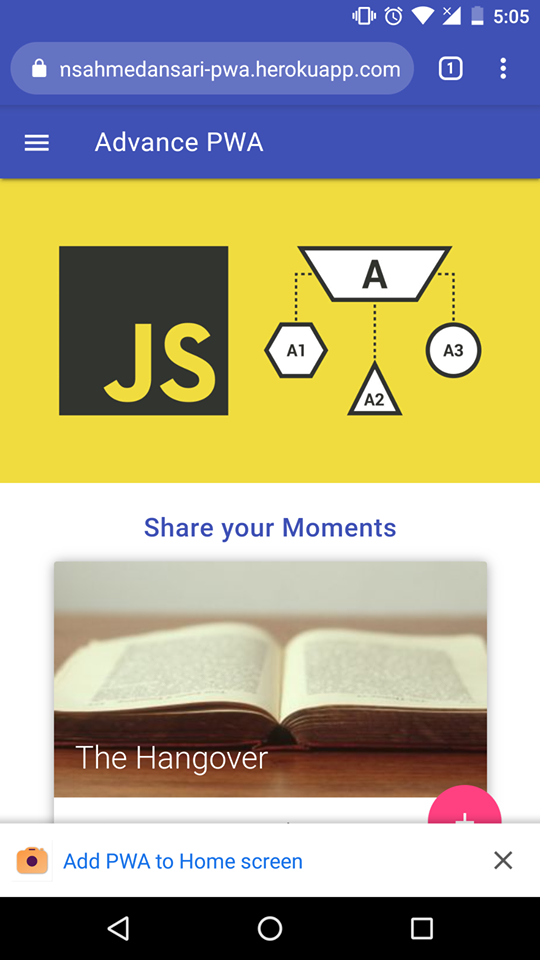 5:05
nsahmedansari-pwa.herokuapp.com
1
Advance PWA
JS
A
A1
A2
A3
Share your Moments
The Hangover
+
Add PWA to Home screen